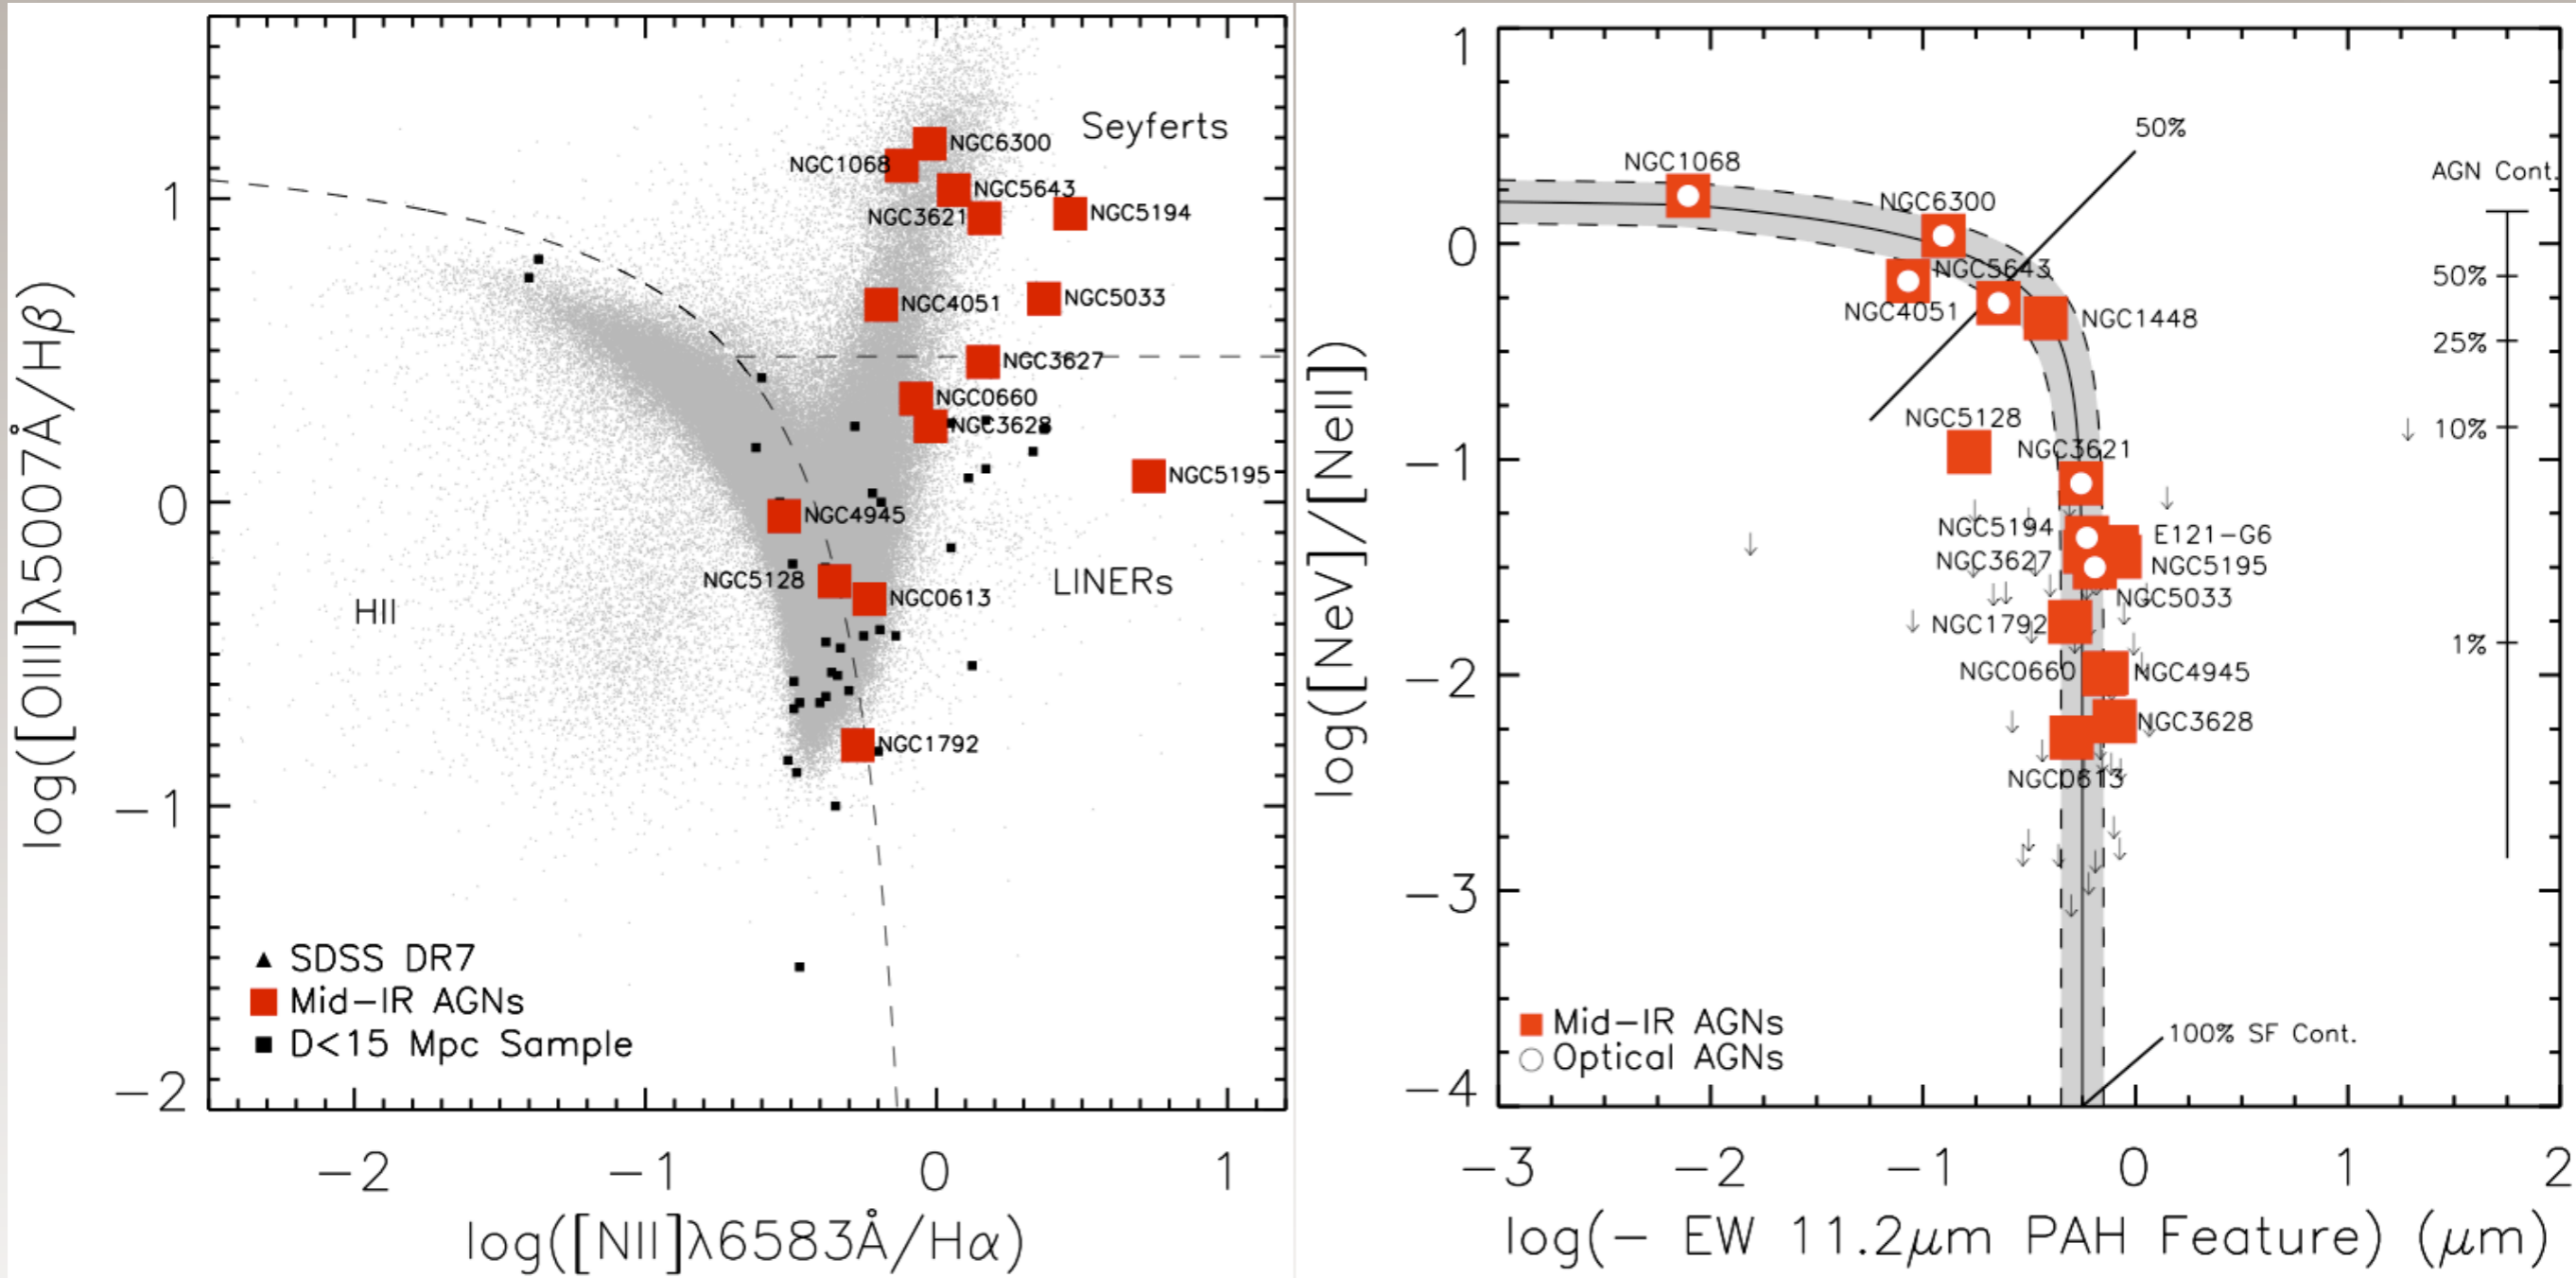 log([OIII]λ5007Å/Hβ)
1
0
−1
−2
Seyferts
NGC6300
NGC1068
NGC5643
NGC3621
NGC5194
NGC4051
NGC5033
NGC3627
NGC0660
NGC3628
NGC5195
NGC4945
NGC5128
NGC0613
LINERs
HII
NGC1792
SDSS DR7
Mid−IR AGNs
D<15 Mpc Sample
−2
−1
0
1
log([NII]λ6583Å/Hα)
log([NeV]/[NeII])
1
0
−1
−2
−3
−4
50%
NGC1068
AGN Cont.
NGC6300
NGC5643
50%
NGC4051
NGC1448
25%
NGC5128
10%
NGC3621
NGC5194
E121−G6
NGC3627
NGC5195
NGC5033
NGC1792
1%
NGC0660
NGC4945
NGC3628
NGC0613
Mid−IR AGNs
Optical AGNs
100% SF Cont.
−3
−2
−1
0
1
2
log(− EW 11.2μm PAH Feature) (μm)